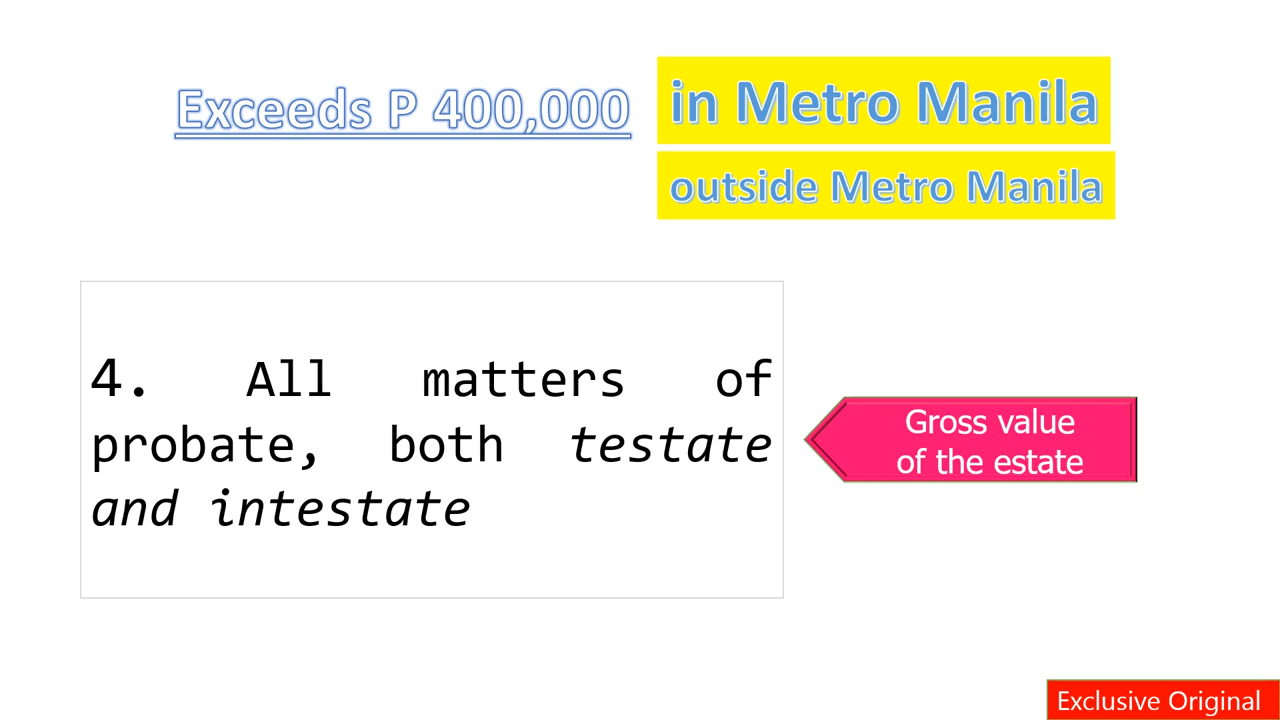 Exceeds P 400,000 in Metro Manila
outside Metro Manila
4. All matters of
probate, both testate
and intestate
Gross value
of the estate
Exclusive Original